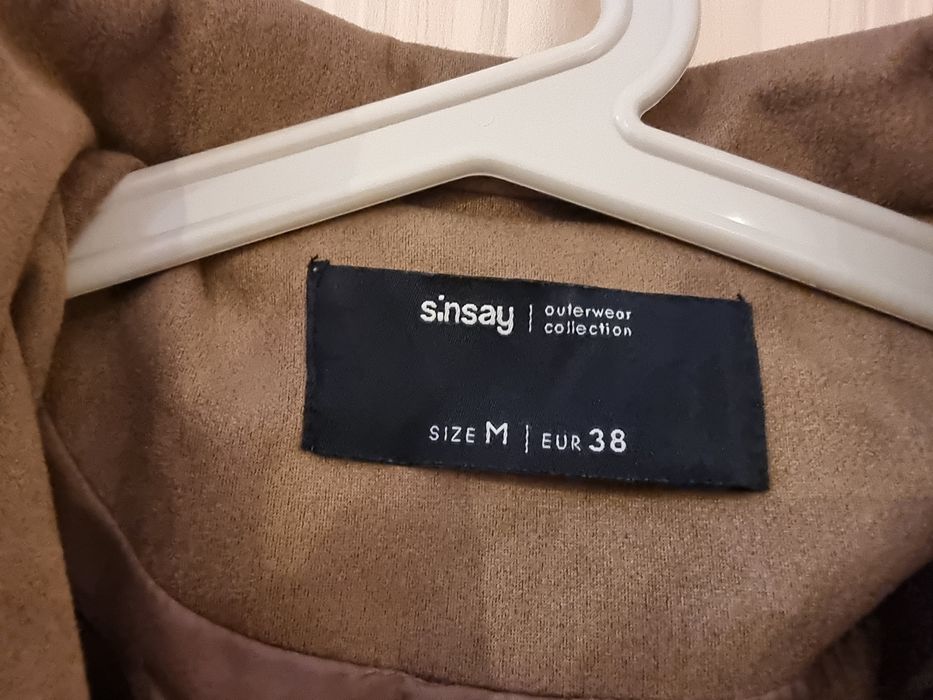 sinsay | outerwear
collection
SIZE M | EUR 38